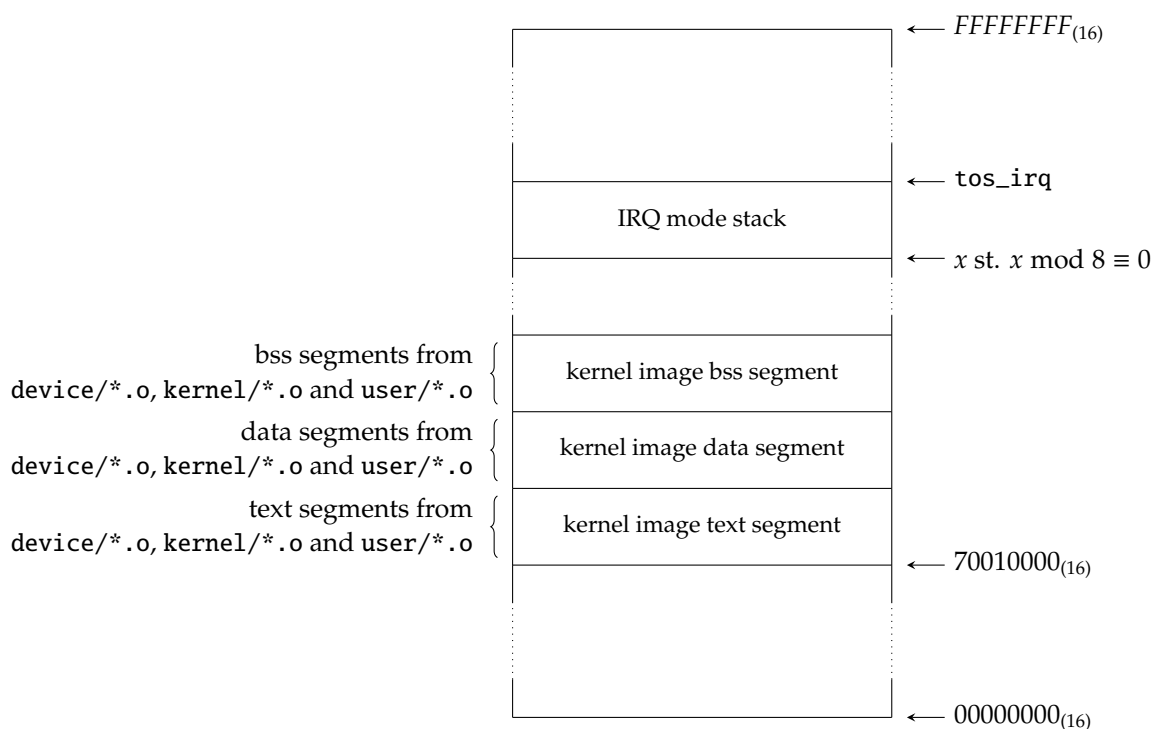 FFFFFFFF(16)
tos_irq
IRQ mode stack
x st. x mod 8 ≡ 0
bss segments from
device/*.o, kernel/*.o and user/*.o
kernel image bss segment
data segments from
device/*.o, kernel/*.o and user/*.o
kernel image data segment
text segments from
device/*.o, kernel/*.o and user/*.o
kernel image text segment
70010000(16)
00000000(16)